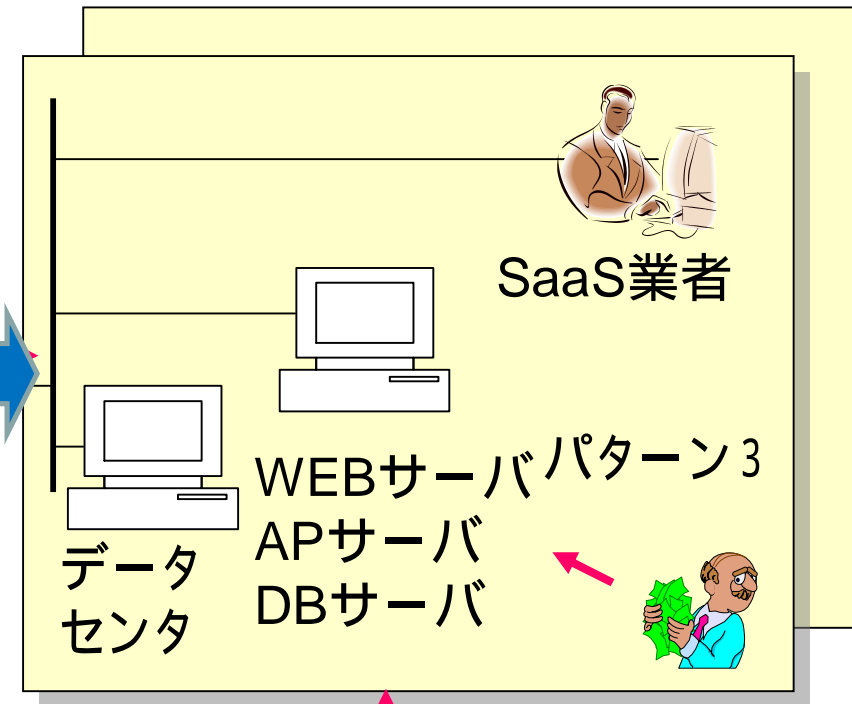 SaaS業者
パターン３
WEBサーバ
APサーバ
DBサーバ
データ
センタ